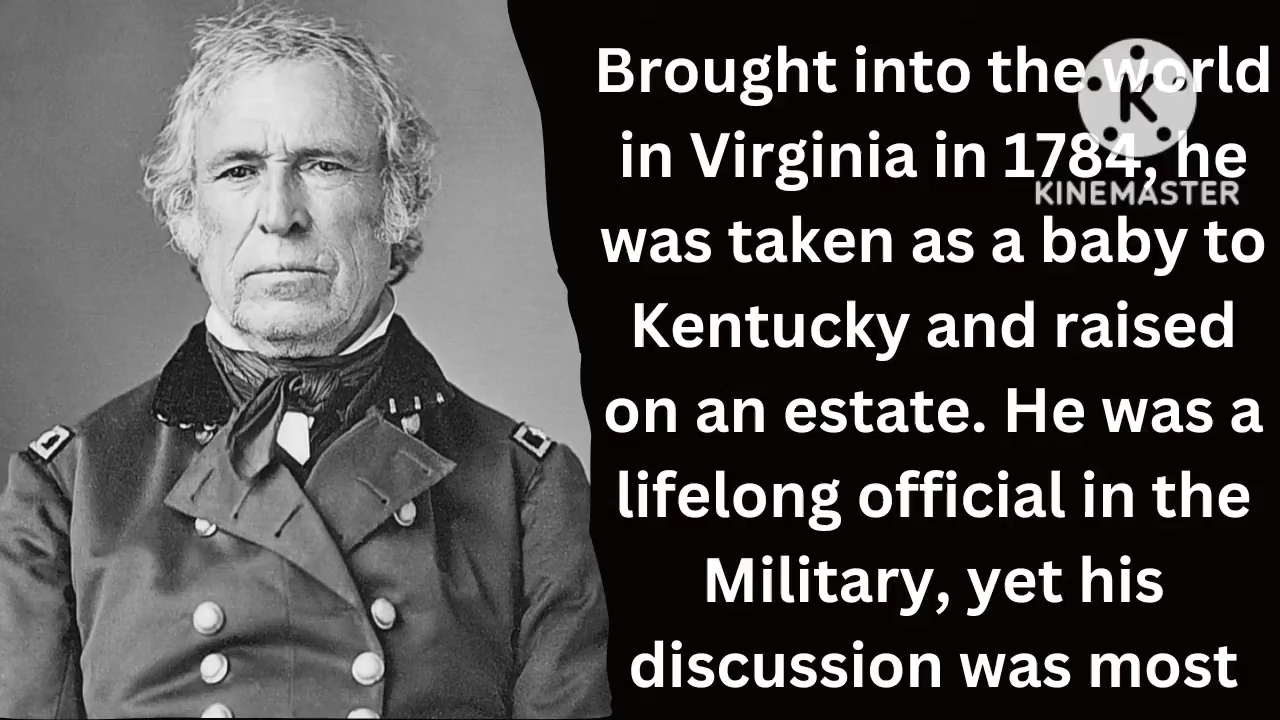 Brought into the world
in Virginia in 1784, he
was taken as a baby to
Kentucky and raised
on an estate. He was a
lifelong official in the
Military, yet his
discussion was most
K
KINEMASTER